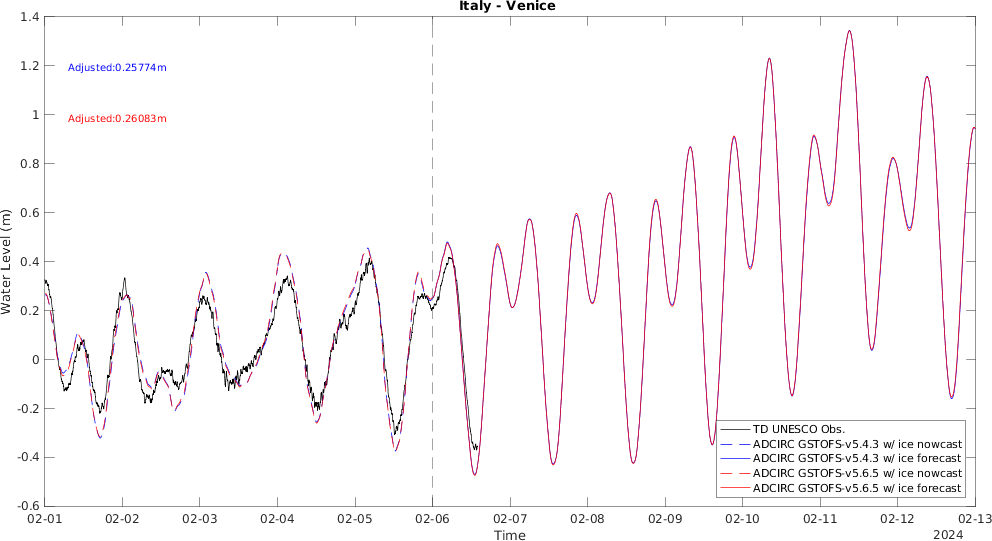 Italy - Venice
1.4
1.2
1
0.8
0.6
0.4
0.2
0
-0.2
-0.4
-0.6
Water Level (m)
Adjusted:0.25774m
Adjusted:0.26083m
TD UNESCO Obs.
ADCIRC GSTOFS-v5.4.3 w/ ice nowcast
ADCIRC GSTOFS-v5.4.3 w/ ice forecast
ADCIRC GSTOFS-v5.6.5 w/ ice nowcast
ADCIRC GSTOFS-v5.6.5 w/ ice forecast
02-01 02-02 02-03 02-04 02-05 02-06 02-07 02-08 02-09 02-10 02-11 02-12 02-13
Time
2024